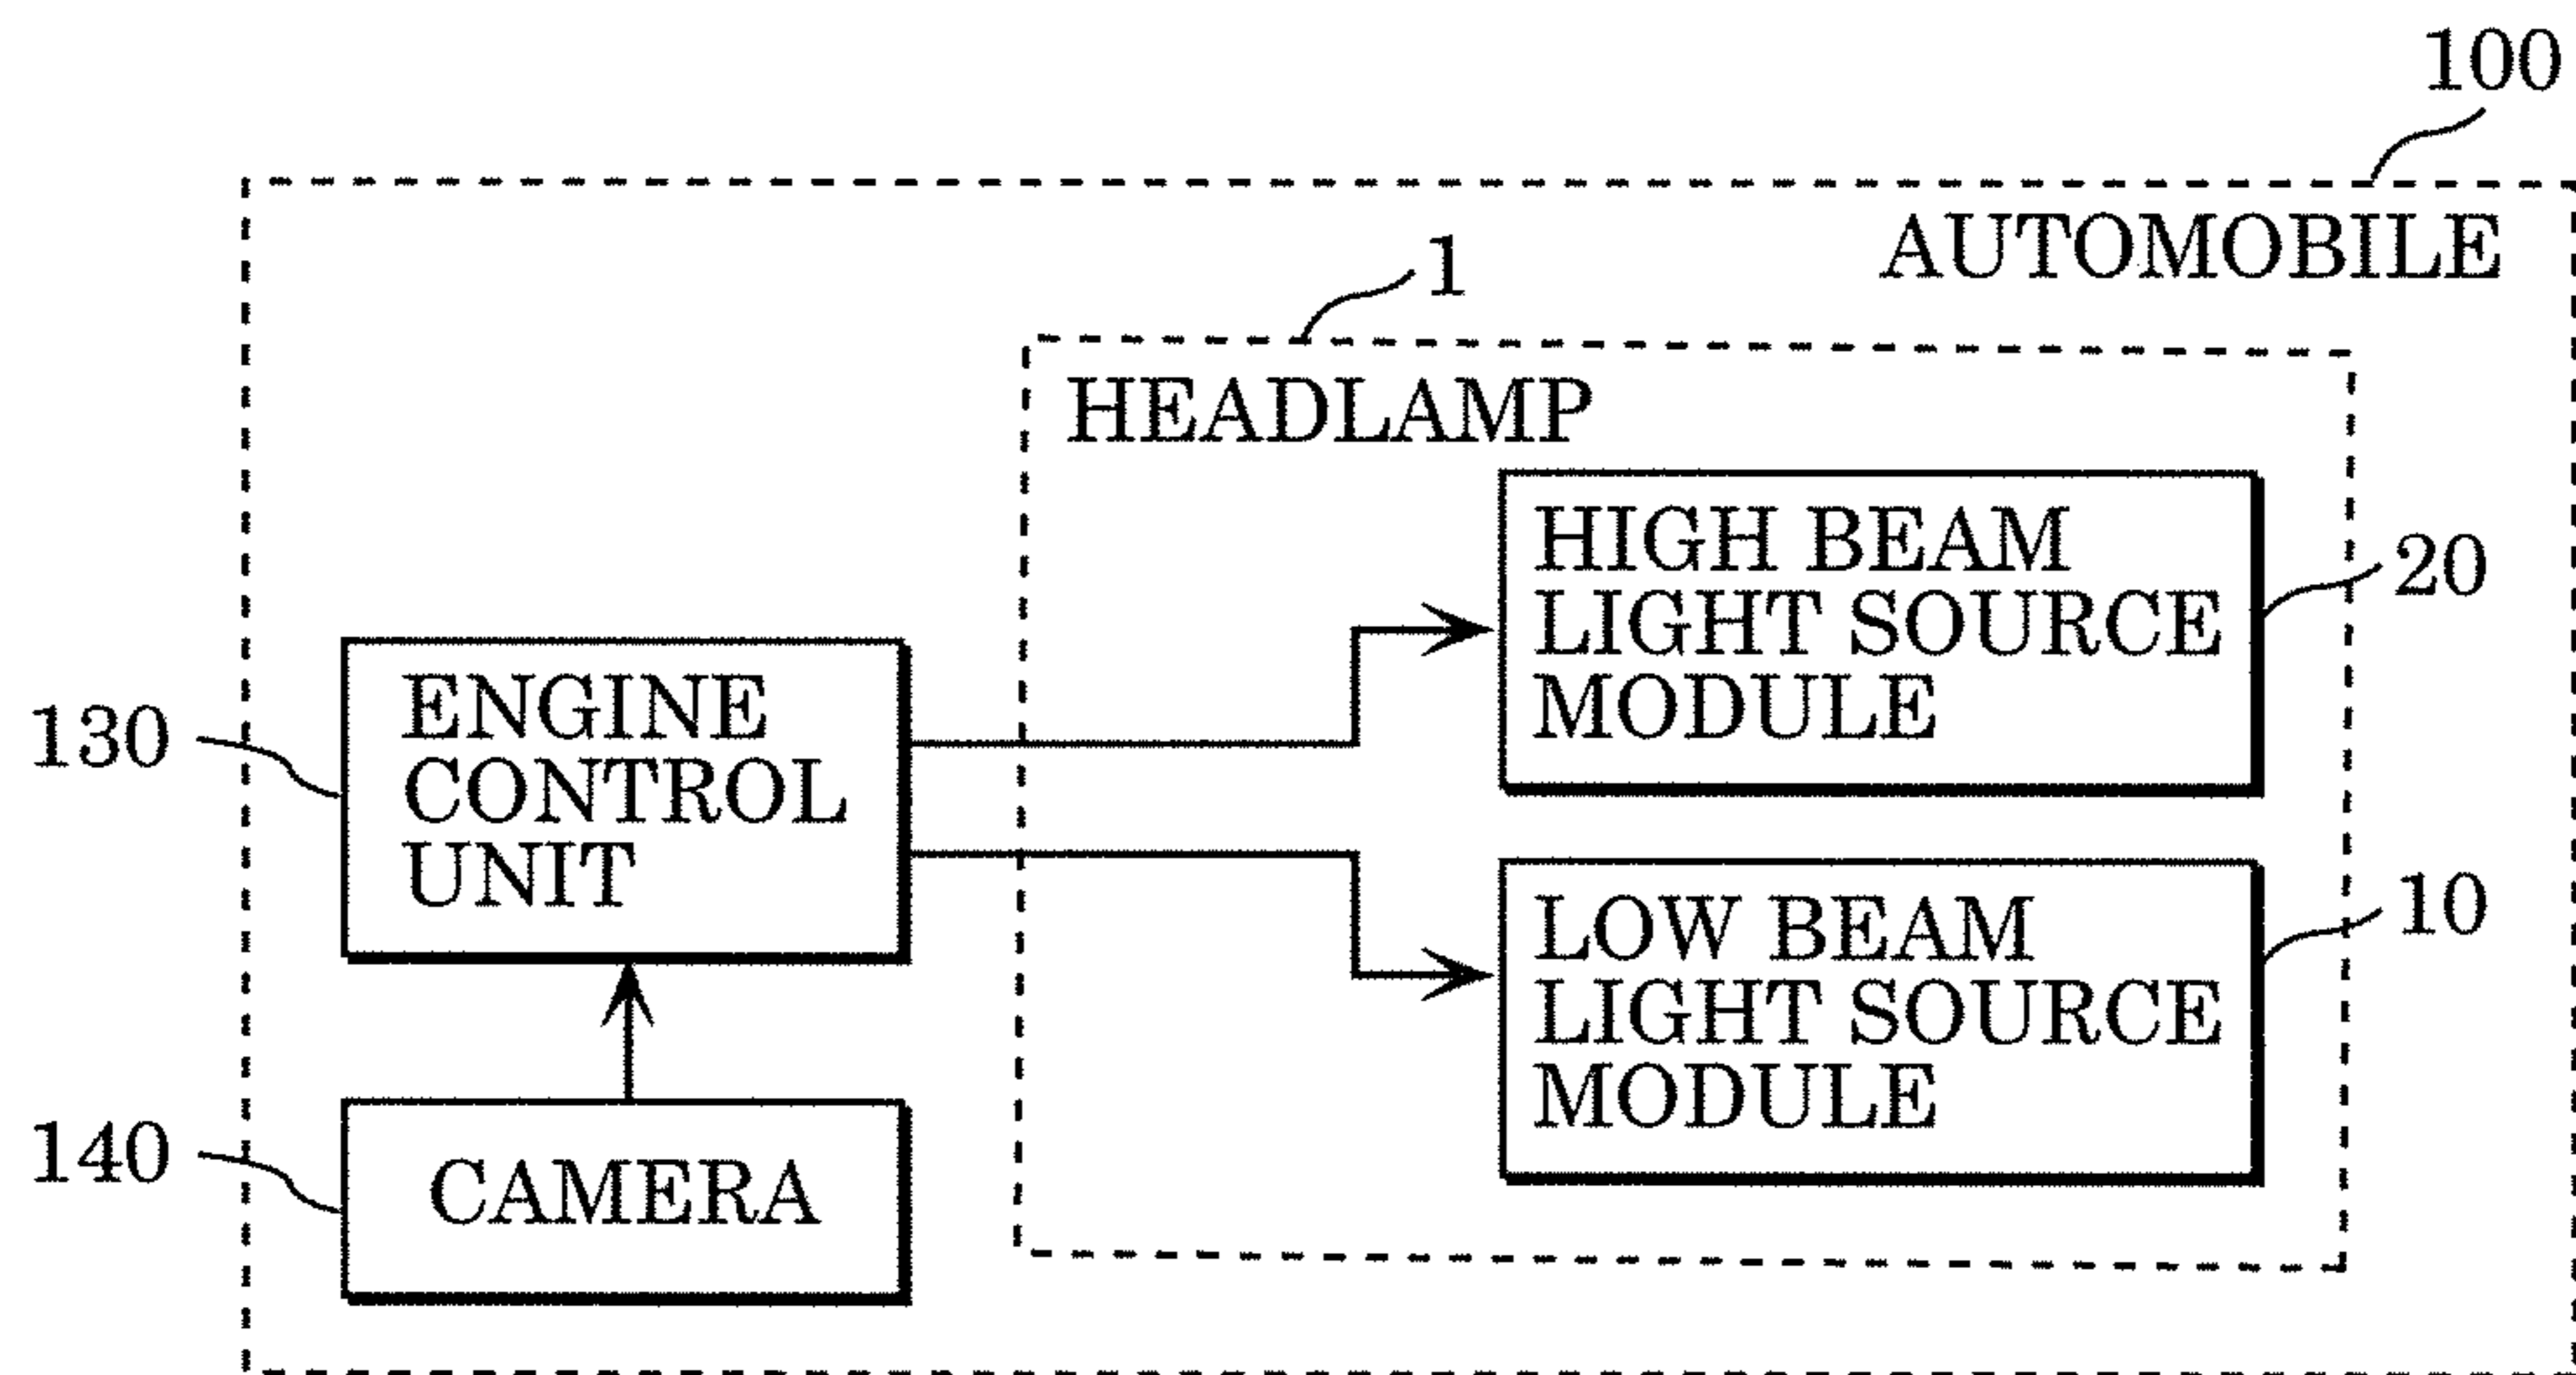 100
AUTOMOBILE
1
HEADLAMP
HIGH BEAM
LIGHT SOURCE
MODULE
20
130
ENGINE
CONTROL
UNIT
LOW BEAM
LIGHT SOURCE
MODULE
10
140
CAMERA